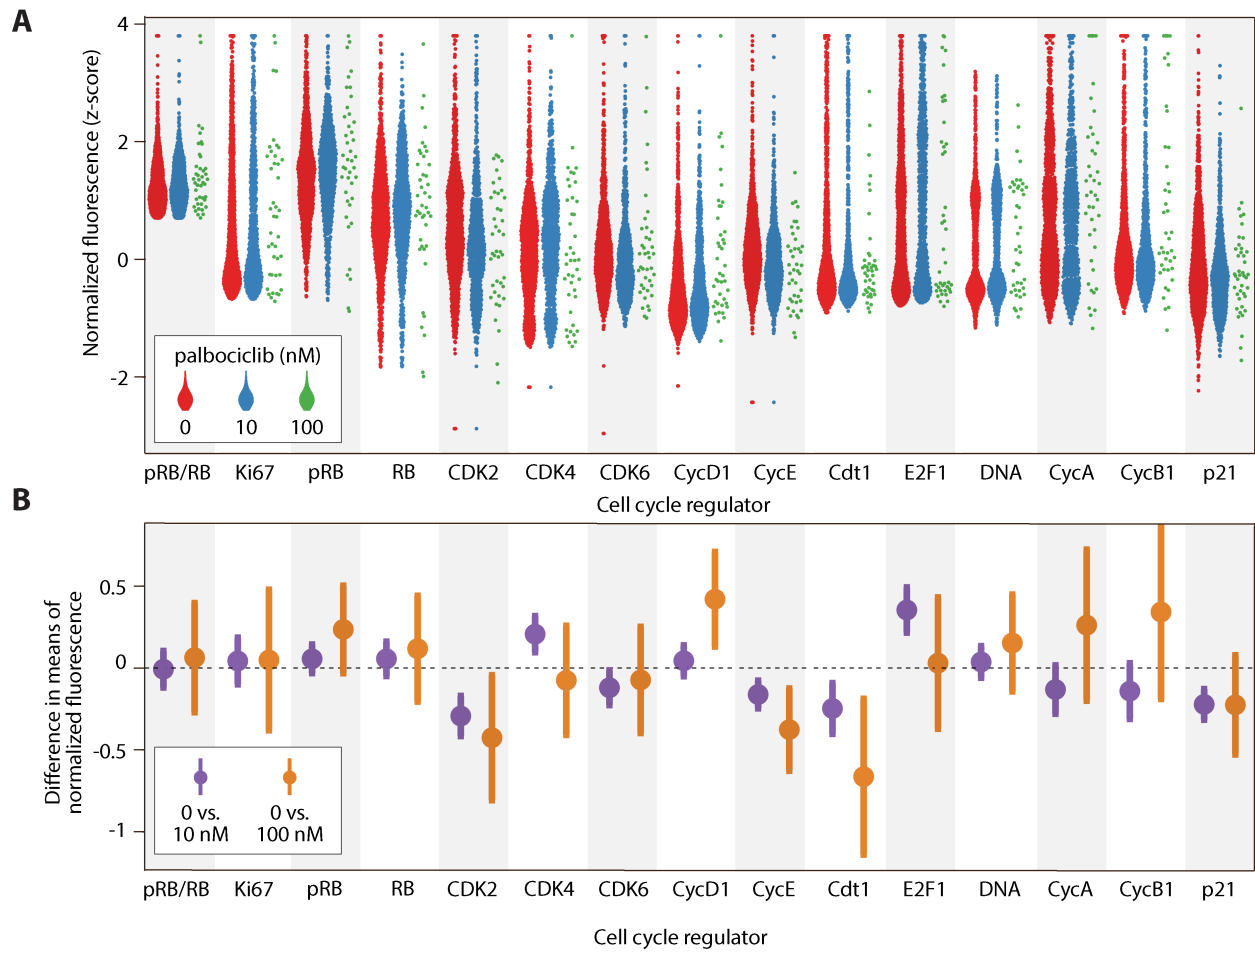 A
4
2
0
-2
Normalized fluorescence (z-score)
palbociclib (nM)
0 10 100
pRB/RB Ki67 pRB RB CDK2 CDK4 CDK6 CycD1 CycE Cdt1 E2F1 DNA CycA CycB1 p21
Cell cycle regulator
B
0.5
0
-0.5
-1
Difference in means of
normalized fluorescence
0 vs. 0 vs.
10 nM 100 nM
pRB/RB Ki67 pRB RB CDK2 CDK4 CDK6 CycD1 CycE Cdt1 E2F1 DNA CycA CycB1 p21
Cell cycle regulator